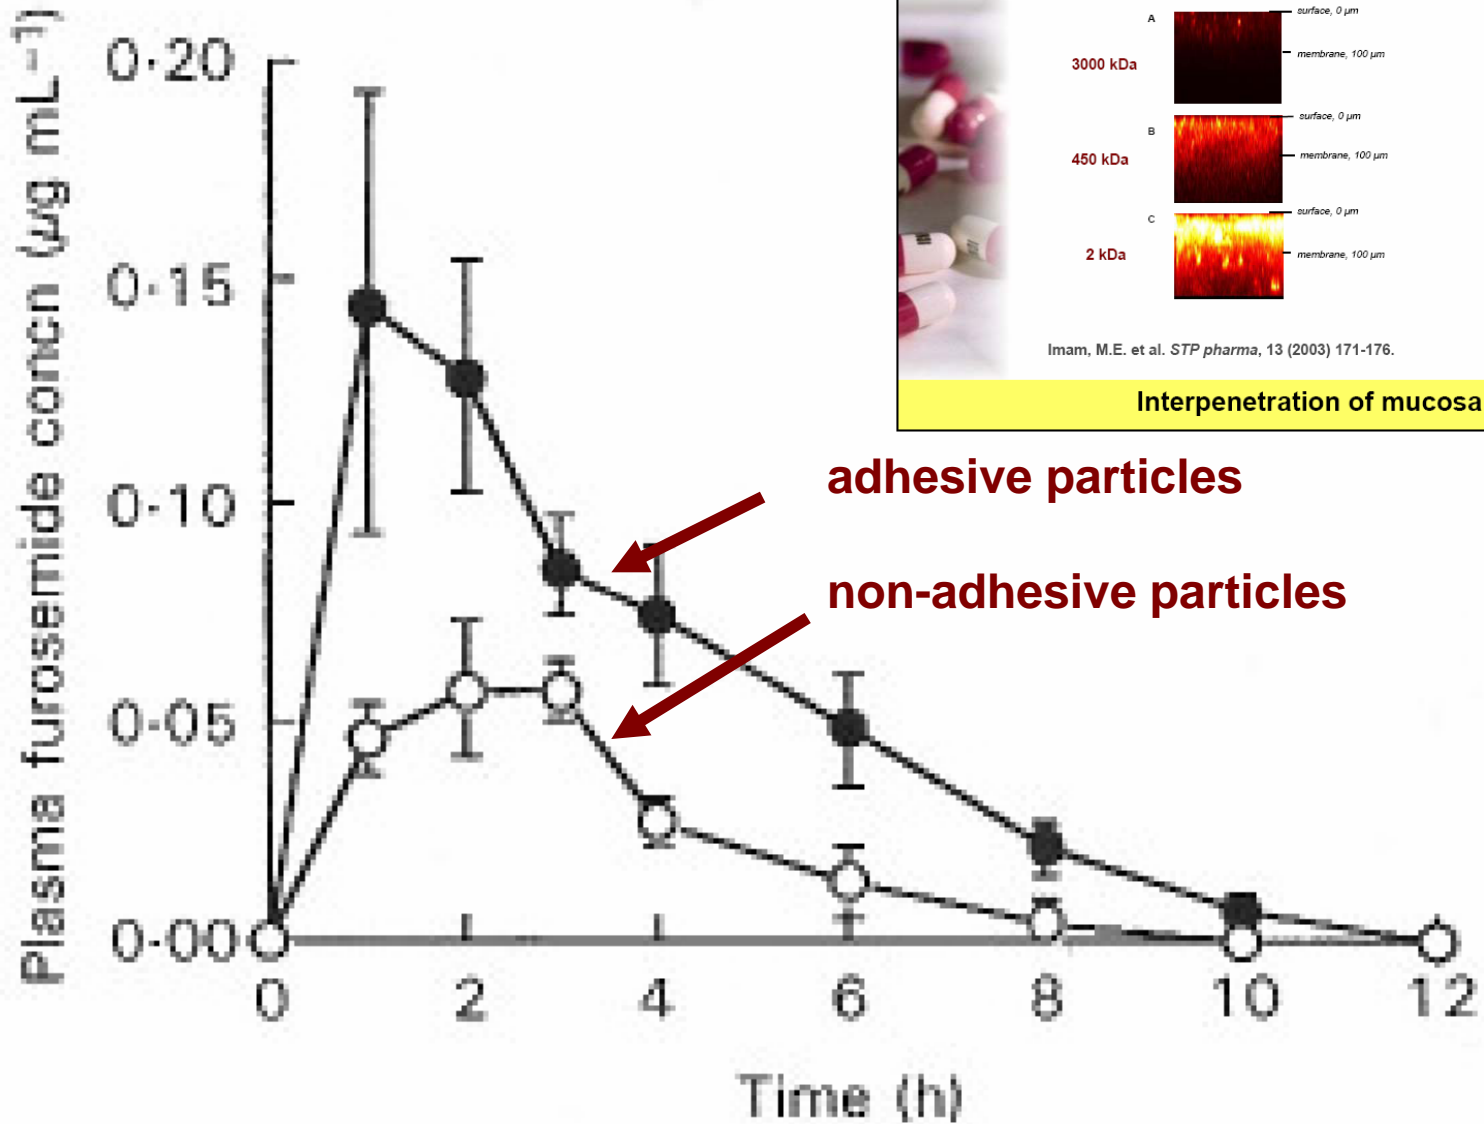 Plasma furosemide concn (µg mL⁻¹)
0·20
0·15
0·10
0·05
0·00
0 2 4 6 8 10 12
Time (h)
A
3000 kDa
surface, 0 µm
membrane, 100 µm
B
450 kDa
surface, 0 µm
membrane, 100 µm
C
2 kDa
surface, 0 µm
membrane, 100 µm
Imam, M.E. et al. STP pharma, 13 (2003) 171-176.
Interpenetration of mucosa
adhesive particles
non-adhesive particles